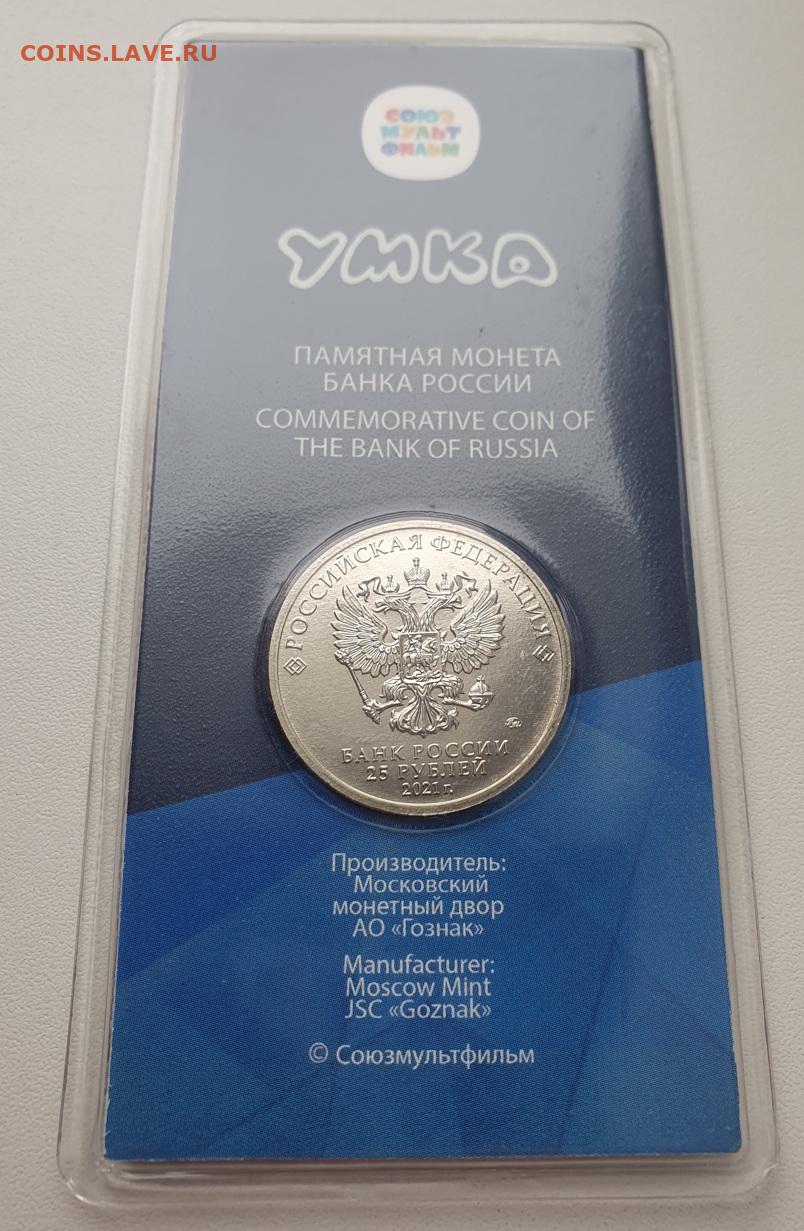 COINS.LAVE.RU
СОЮЗ
МУЛЬТ
ФИЛЬМ
УМКА
ПАМЯТНАЯ МОНЕТА
БАНКА РОССИИ
COMMEMORATIVE COIN OF
THE BANK OF RUSSIA
РОССИЙСКАЯ ФЕДЕРАЦИЯ
БАНК РОССИИ
25 РУБЛЕЙ
2021 г.
Производитель:
Московский
монетный двор
АО «Гознак»
Manufacturer:
Moscow Mint
JSC «Goznak»
© Союзмультфильм